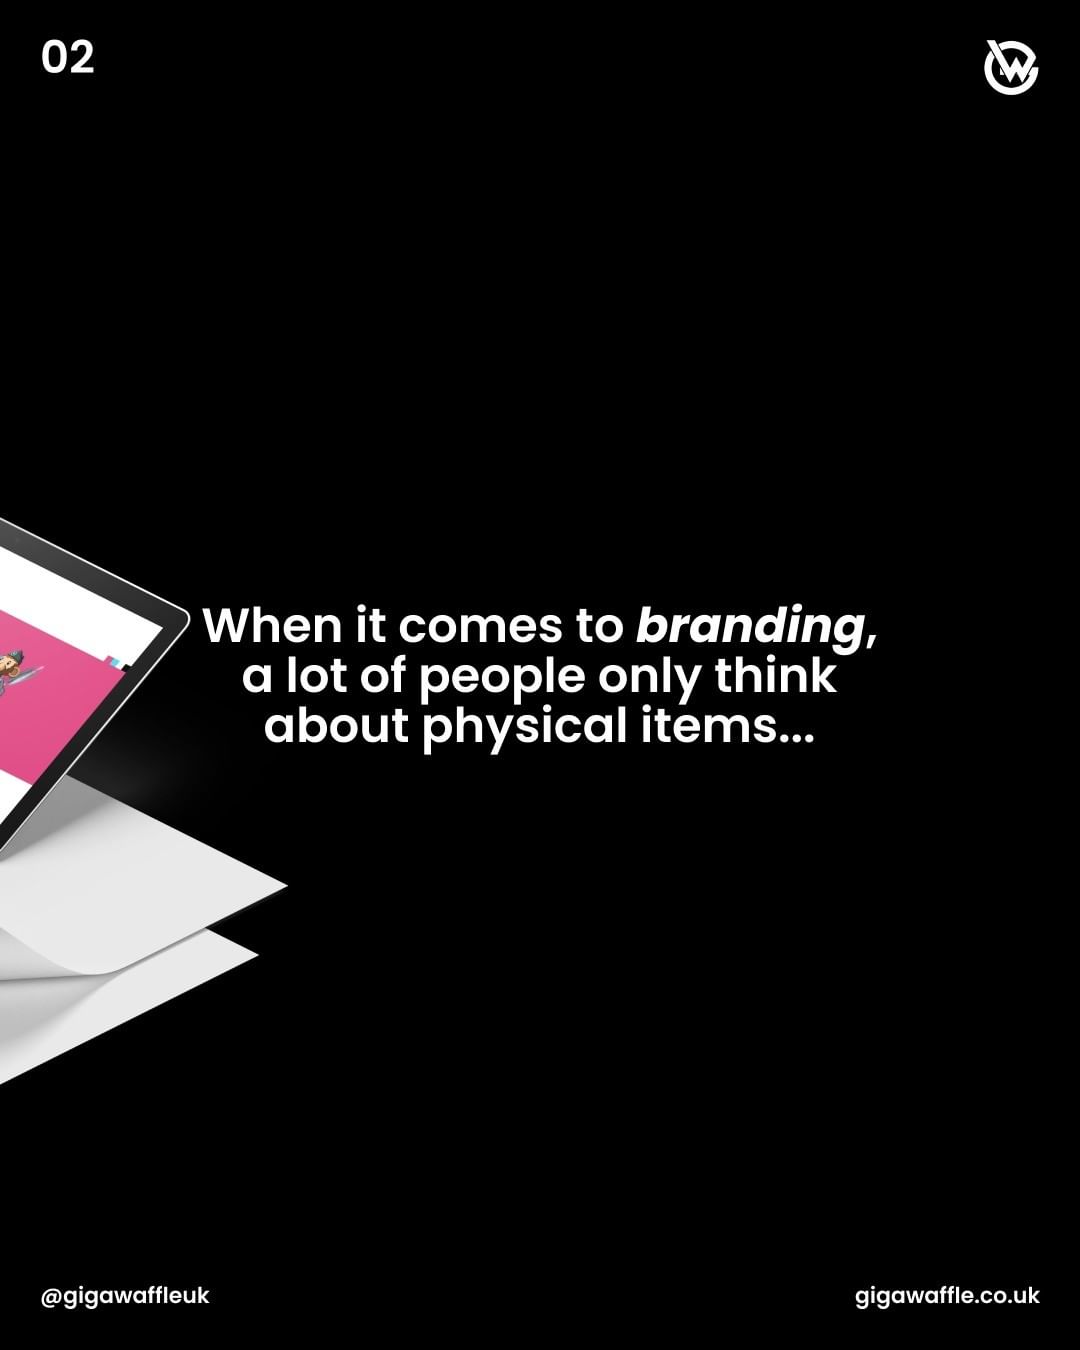 02
When it comes to branding,
a lot of people only think
about physical items...
@gigawaffleuk
gigawaffle.co.uk